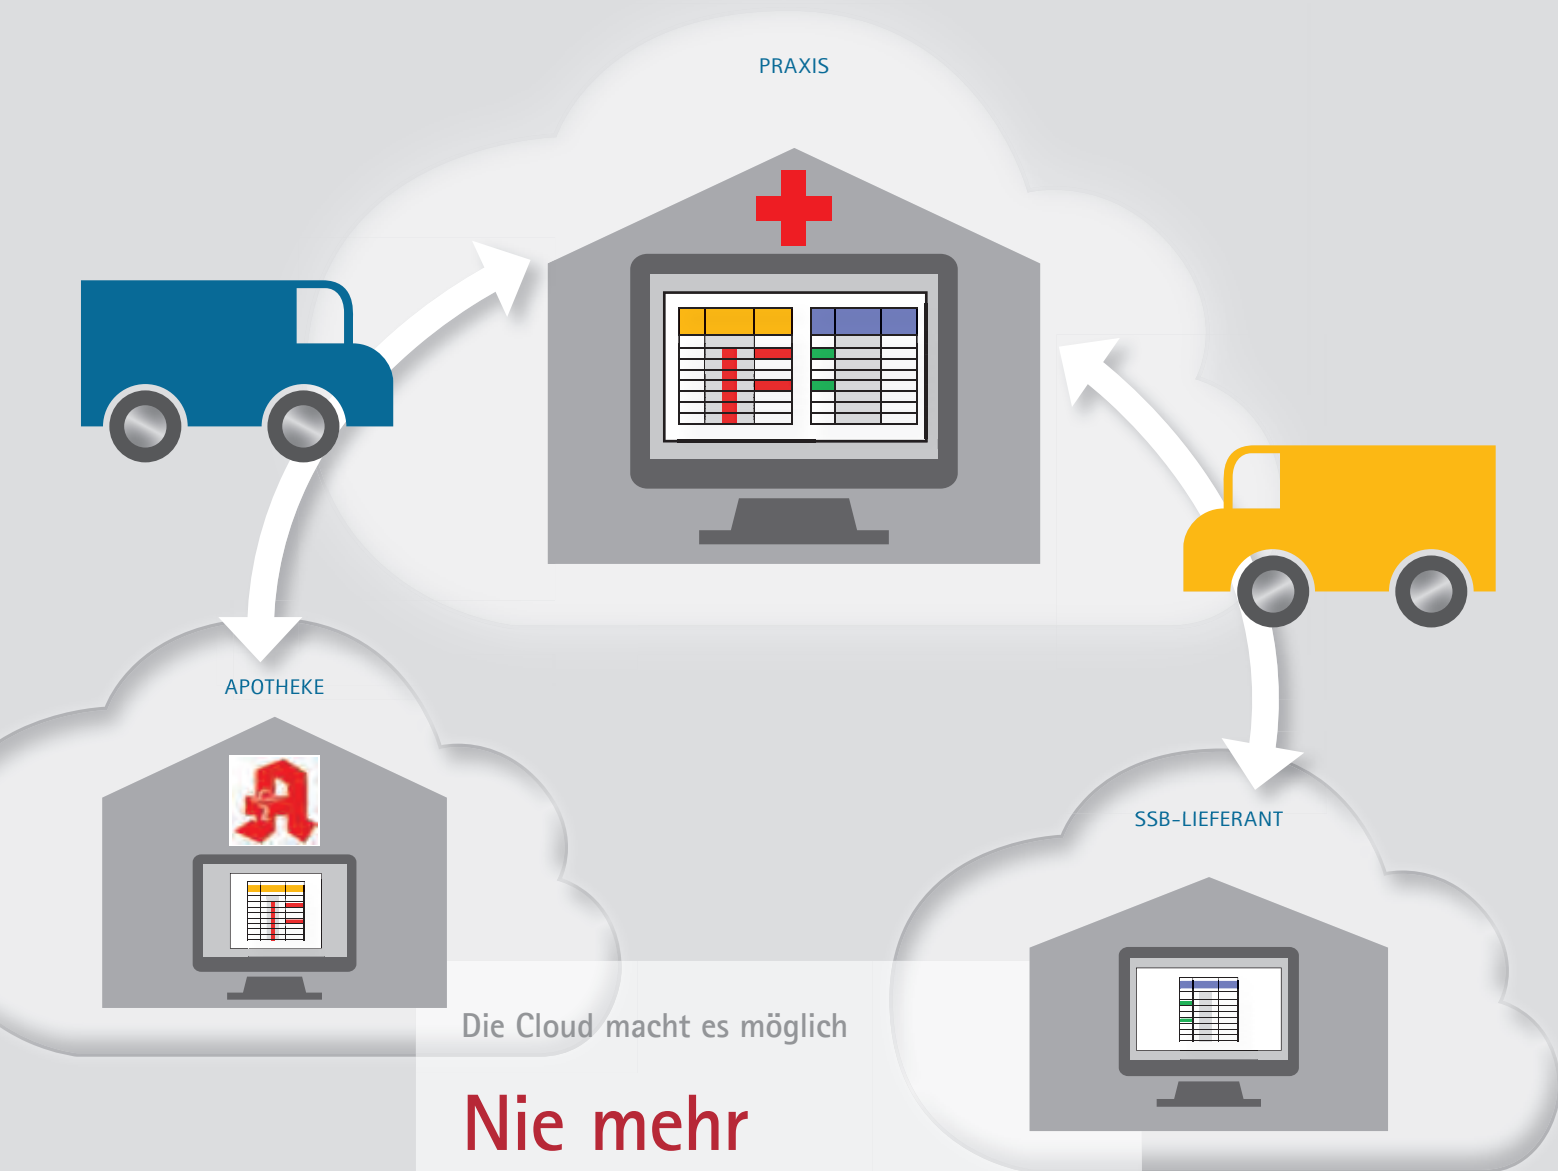 PRAXIS
APOTHEKE
SSB-LIEFERANT
Die Cloud macht es möglich
Nie mehr